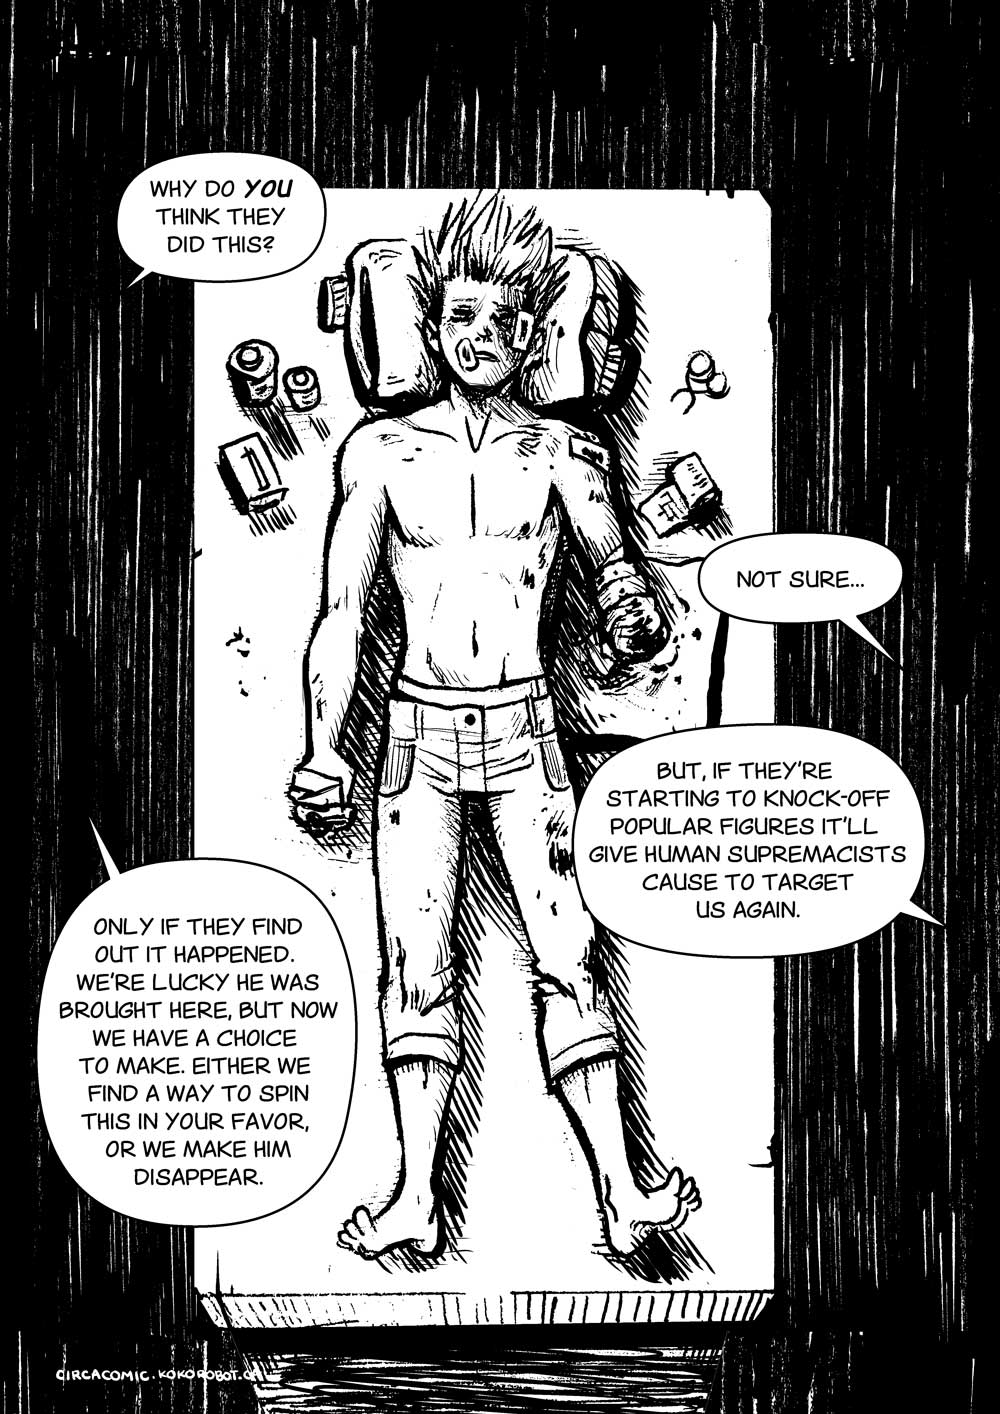 WHY DO YOU
THINK THEY
DID THIS?
NOT SURE...
BUT, IF THEY'RE
STARTING TO KNOCK-OFF
POPULAR FIGURES IT'LL
GIVE HUMAN SUPREMACISTS
CAUSE TO TARGET
US AGAIN.
ONLY IF THEY FIND
OUT IT HAPPENED.
WE'RE LUCKY HE WAS
BROUGHT HERE, BUT NOW
WE HAVE A CHOICE
TO MAKE. EITHER WE
FIND A WAY TO SPIN
THIS IN YOUR FAVOR,
OR WE MAKE HIM
DISAPPEAR.
CIRCACOMIC.KOKOROBOT.CA